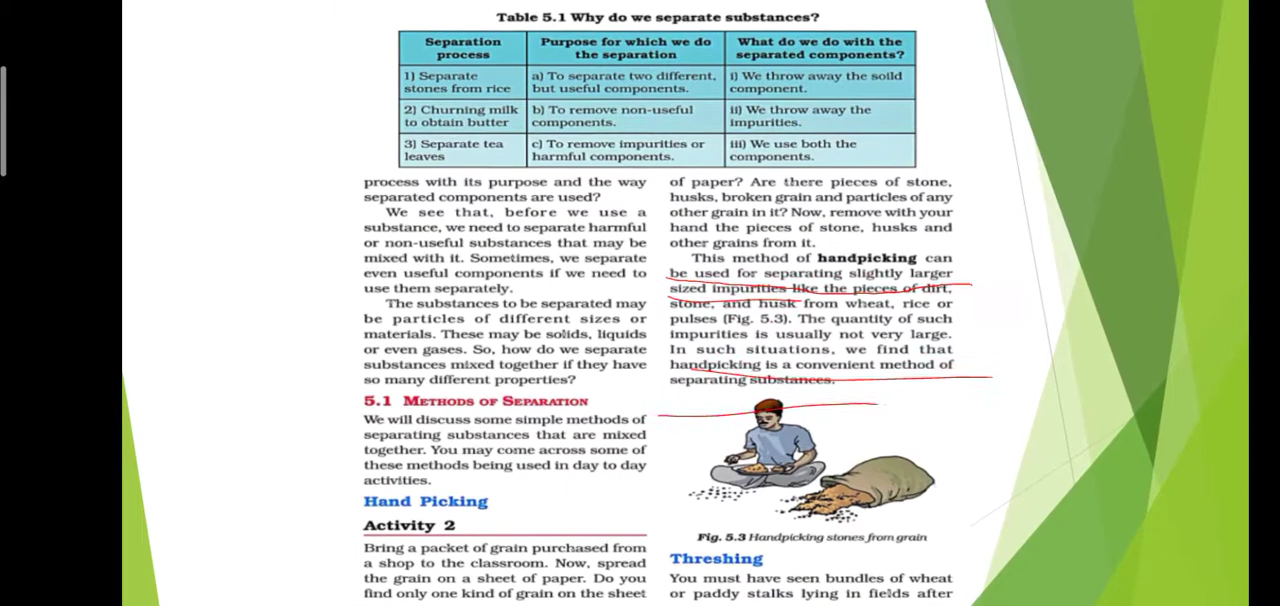 Table 5.1 Why do we separate substances?
Separation process
Purpose for which we do the separation
What do we do with the separated components?
1) Separate stones from rice
a) To separate two different, but useful components.
i) We throw away the solid component.
2) Churning milk to obtain butter
b) To remove non-useful components.
ii) We throw away the impurities.
3) Separate tea leaves
c) To remove impurities or harmful components.
iii) We use both the components.
process with its purpose and the way
separated components are used?
We see that, before we use a
substance, we need to separate harmful
or non-useful substances that may be
mixed with it. Sometimes, we separate
even useful components if we need to
use them separately.
The substances to be separated may
be particles of different sizes or
materials. These may be solids, liquids
or even gases. So, how do we separate
substances mixed together if they have
so many different properties?
5.1 METHODS OF SEPARATION
We will discuss some simple methods of
separating substances that are mixed
together. You may come across some of
these methods being used in day to day
activities.
Hand Picking
Activity 2
Bring a packet of grain purchased from
a shop to the classroom. Now, spread
the grain on a sheet of paper. Do you
find only one kind of grain on the sheet
of paper? Are there pieces of stone,
husks, broken grain and particles of any
other grain in it? Now, remove with your
hand the pieces of stone, husks and
other grains from it.
This method of handpicking can
be used for separating slightly larger
sized impurities like the pieces of dirt,
stone, and husk from wheat, rice or
pulses (Fig. 5.3). The quantity of such
impurities is usually not very large.
In such situations, we find that
handpicking is a convenient method of
separating substances.
Fig. 5.3 Handpicking stones from grain
Threshing
You must have seen bundles of wheat
or paddy stalks lying in fields after